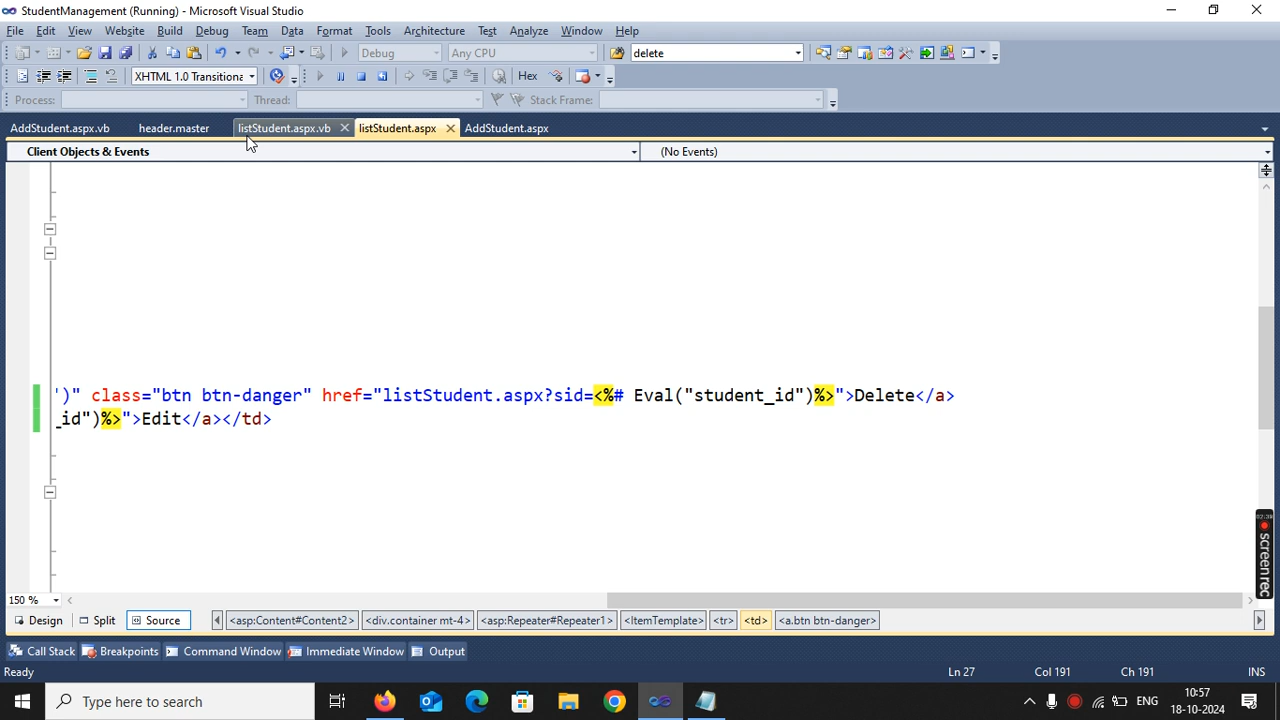 StudentManagement (Running) - Microsoft Visual Studio
File Edit View Website Build Debug Team Data Format Tools Architecture Test Analyze Window Help
Debug Any CPU delete
XHTML 1.0 Transitiona Hex
Process: Thread: Stack Frame:
AddStudent.aspx.vb header.master listStudent.aspx.vb listStudent.aspx AddStudent.aspx
Client Objects & Events (No Events)
')" class="btn btn-danger" href="listStudent.aspx?sid=<%# Eval("student_id")%>">Delete</a>
_id")%>">Edit</a></td>
150 %
Design Split Source <asp:Content#Content2> <div.container mt-4> <asp:Repeater#Repeater1> <ItemTemplate> <tr> <td> <a.btn btn-danger>
Call Stack Breakpoints Command Window Immediate Window Output
Ready Ln 27 Col 191 Ch 191 INS
screen rec
Type here to search
ENG 10:57
18-10-2024